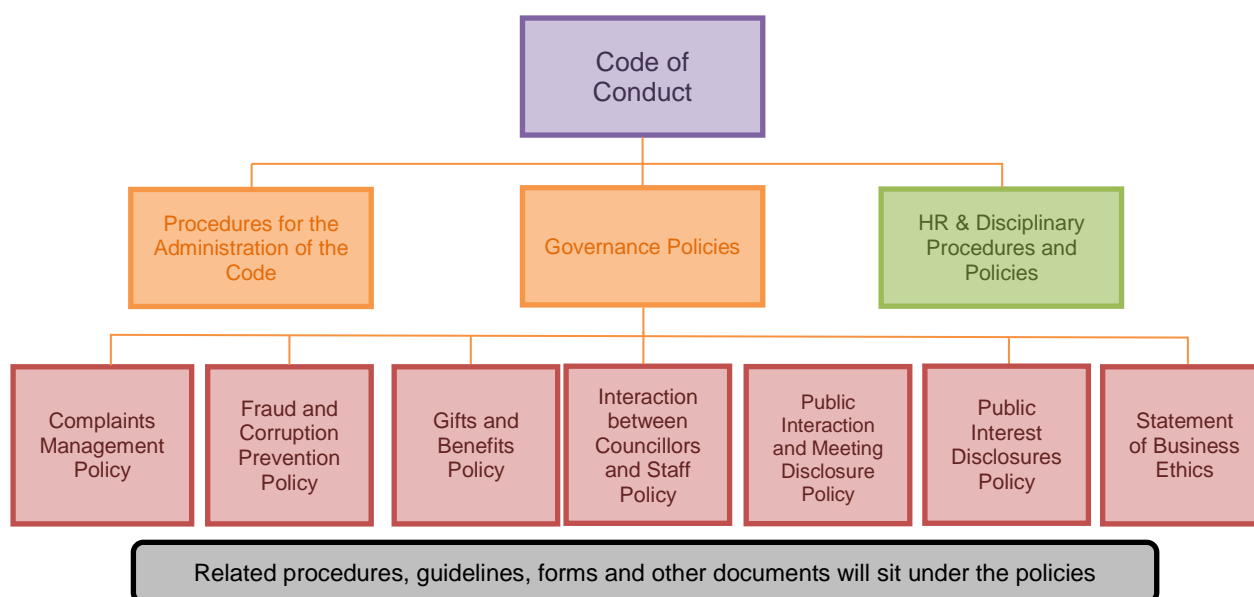 Code of
Conduct
Procedures for the
Administration of the
Code
Governance Policies
HR & Disciplinary
Procedures and
Policies
Complaints
Management
Policy
Fraud and
Corruption
Prevention
Policy
Gifts and
Benefits
Policy
Interaction
between
Councillors
and Staff
Policy
Public
Interaction
and Meeting
Disclosure
Policy
Public
Interest
Disclosures
Policy
Statement
of Business
Ethics
Related procedures, guidelines, forms and other documents will sit under the policies